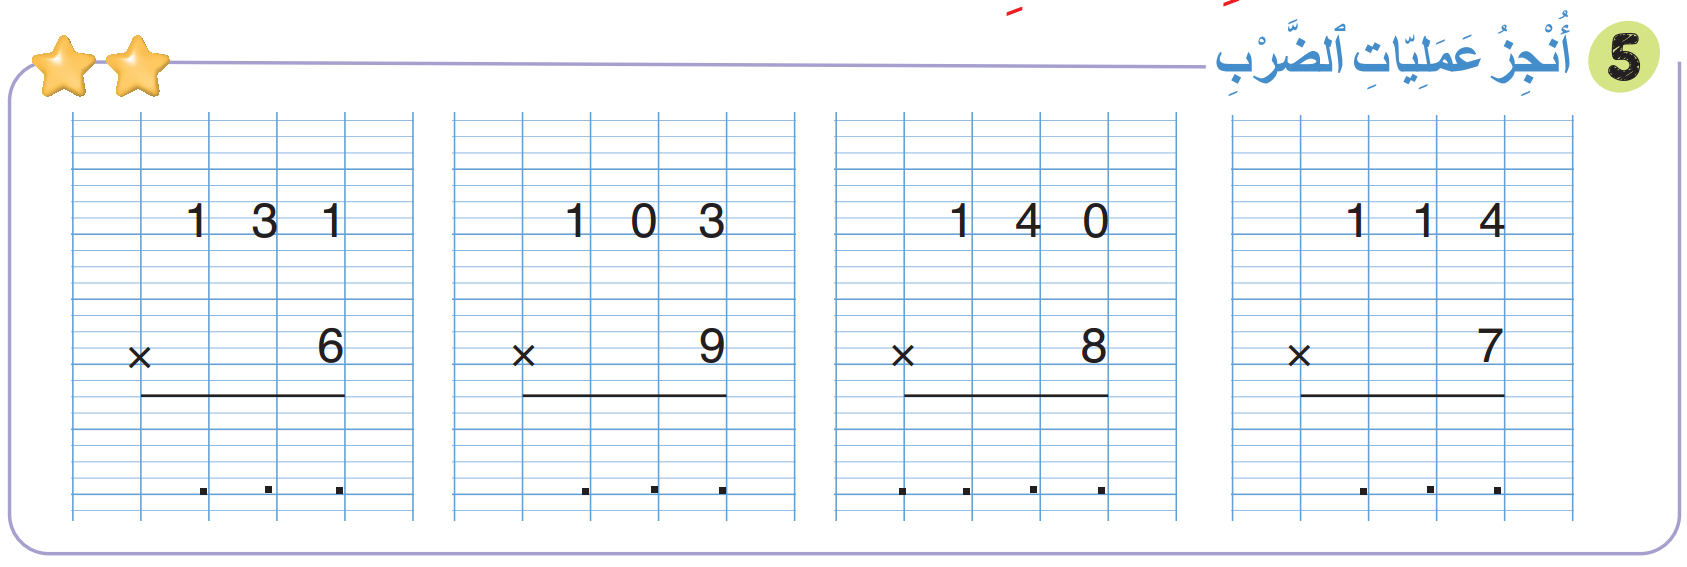 5 أُنْجِزُ عَمَلِيّاتِ ٱلضَّرْبِ
1 3 1 1 0 3 1 4 0 1 1 4
× 6 × 9 × 8 × 7
. . . . . . . . . . . . .